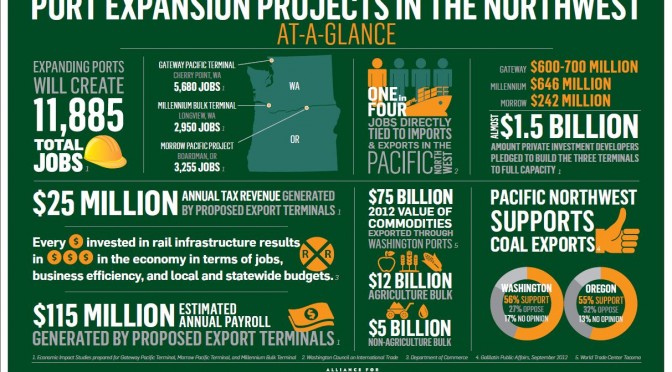 PORT EXPANSION PROJECTS IN THE NORTHWEST
AT-A-GLANCE
EXPANDING PORTS
WILL CREATE
11,885
TOTAL
JOBS 1
GATEWAY PACIFIC TERMINAL
CHERRY POINT, WA
5,680 JOBS 1
MILLENNIUM BULK TERMINAL
LONGVIEW, WA
2,950 JOBS 1
MORROW PACIFIC PROJECT
BOARDMAN, OR
3,255 JOBS 1
WA
OR
ONE in
FOUR
JOBS DIRECTLY
TIED TO IMPORTS
& EXPORTS IN THE
PACIFIC NORTH WEST 2
GATEWAY $600-700 MILLION
MILLENNIUM $646 MILLION
MORROW $242 MILLION
ALMOST $1.5 BILLION
AMOUNT PRIVATE INVESTMENT DEVELOPERS
PLEDGED TO BUILD THE THREE TERMINALS
TO FULL CAPACITY 1
$25 MILLION ANNUAL TAX REVENUE GENERATED
BY PROPOSED EXPORT TERMINALS 1
Every $ invested in rail infrastructure results
in $ $ $ in the economy in terms of jobs,
business efficiency, and local and statewide budgets. 3
R R
$115 MILLION ESTIMATED
ANNUAL PAYROLL
GENERATED BY PROPOSED EXPORT TERMINALS 1
$75 BILLION
2012 VALUE OF
COMMODITIES
EXPORTED THROUGH
WASHINGTON PORTS 5
$12 BILLION
AGRICULTURE BULK
$5 BILLION
NON-AGRICULTURE BULK
PACIFIC NORTHWEST
SUPPORTS
COAL EXPORTS 4
WASHINGTON
56% SUPPORT
27% OPPOSE
17% NO OPINION
OREGON
55% SUPPORT
32% OPPOSE
13% NO OPINION
1. Economic Impact Studies prepared for Gateway Pacific Terminal, Morrow Pacific Terminal, and Millennium Bulk Terminal 2. Washington Council on International Trade 3. Department of Commerce 4. Gallatin Public Affairs, September 2012 5. World Trade Center Tacoma
ALLIANCE FOR